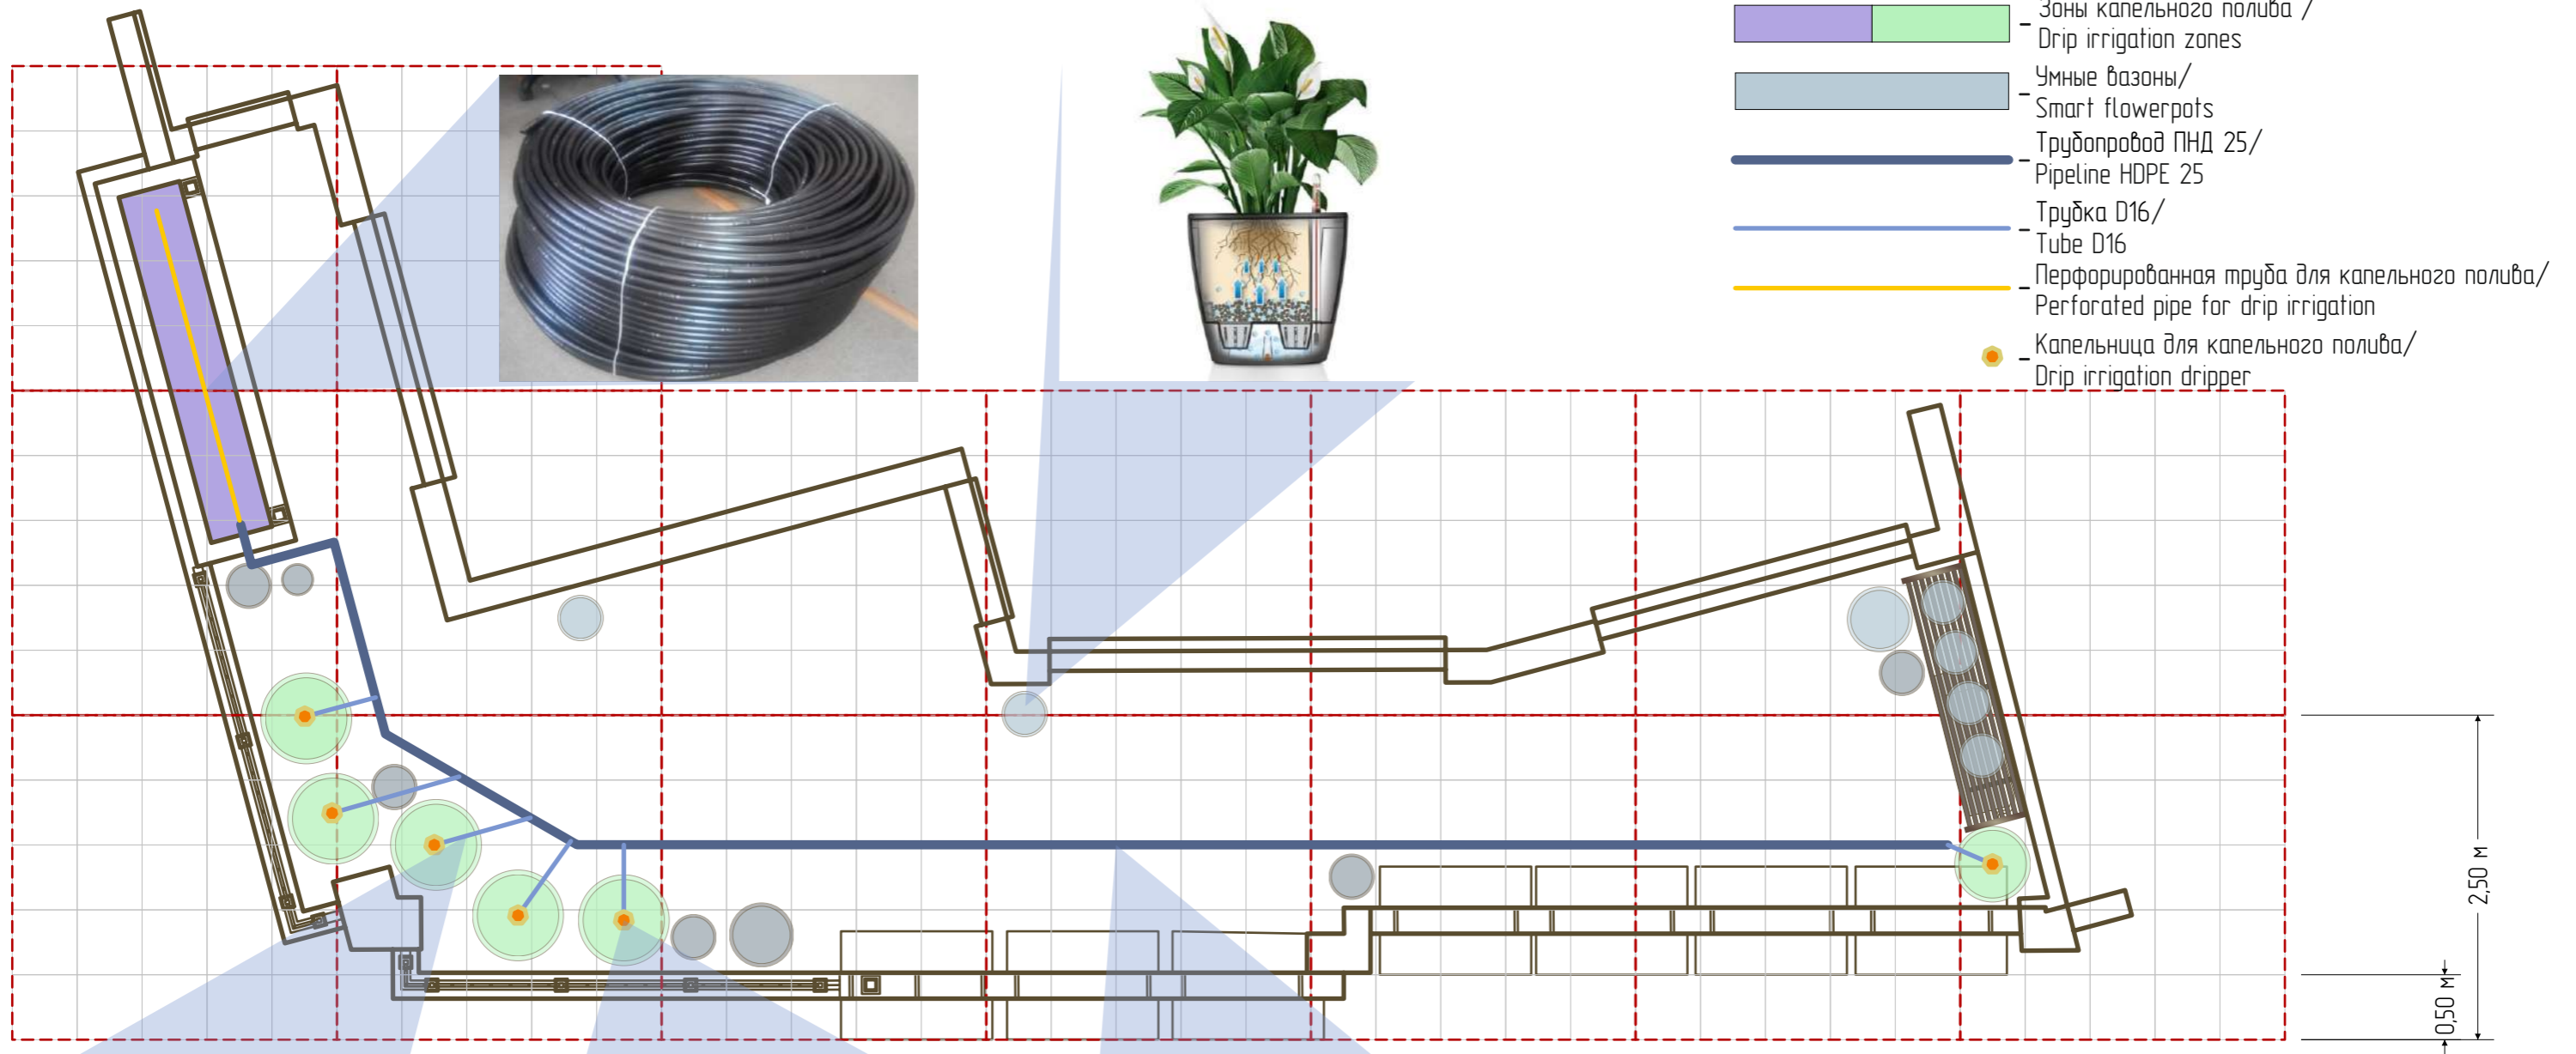 Зоны капельного полива /
Drip irrigation zones
Умные вазоны/
Smart flowerpots
Трубопровод ПНД 25/
Pipeline HDPE 25
Трубка D16/
Tube D16
Перфорированная труба для капельного полива/
Perforated pipe for drip irrigation
Капельница для капельного полива/
Drip irrigation dripper
2,50 м
0,50 м